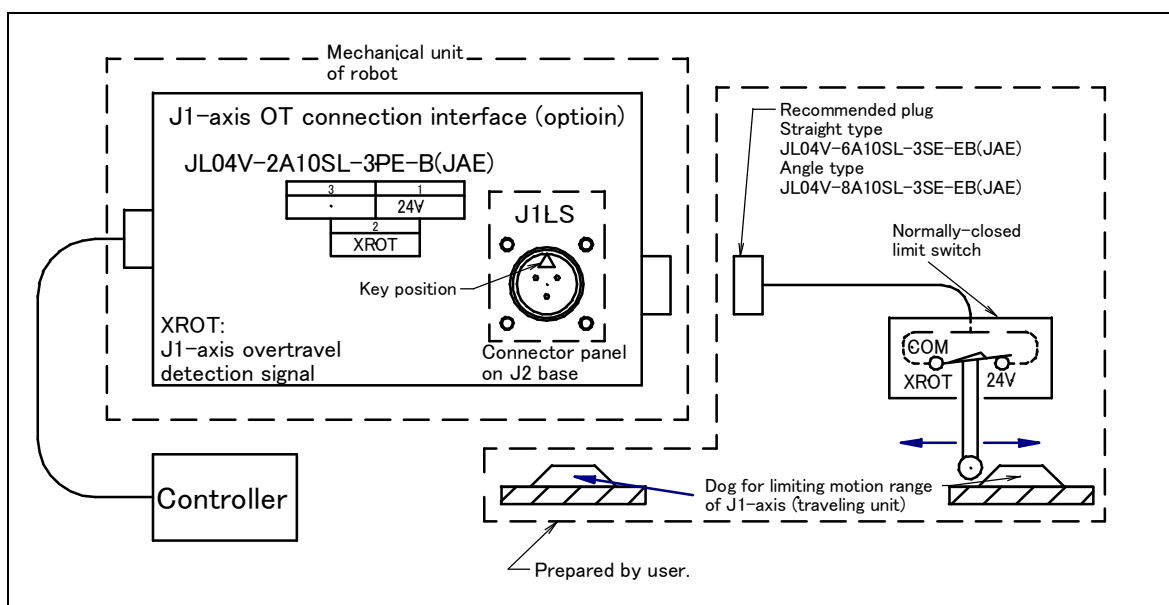 Mechanical unit
of robot
J1-axis OT connection interface (optioin)
JL04V-2A10SL-3PE-B(JAE)
3 1
. 24V
2
XROT
J1LS
Key position
XROT:
J1-axis overtravel
detection signal
Connector panel
on J2 base
Controller
Recommended plug
Straight type
JL04V-6A10SL-3SE-EB(JAE)
Angle type
JL04V-8A10SL-3SE-EB(JAE)
Normally-closed
limit switch
COM
XROT 24V
Dog for limiting motion range
of J1-axis (traveling unit)
Prepared by user.